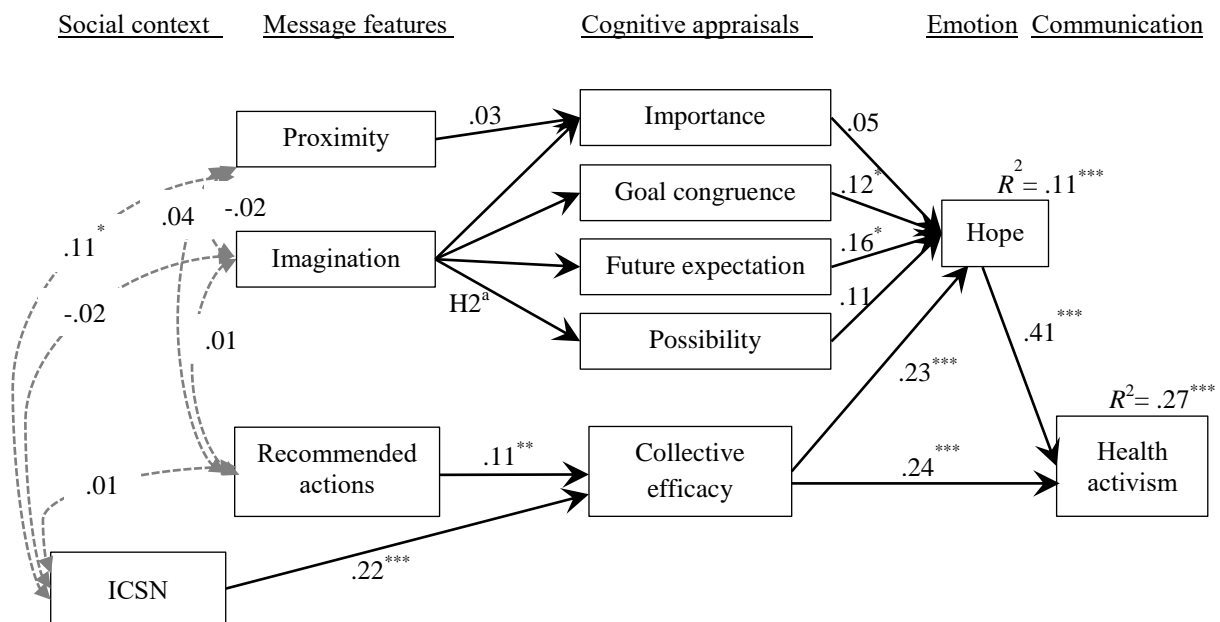 Social context Message features Cognitive appraisals Emotion Communication
Importance
.03
.05
Proximity
Goal congruence
.12*
R² = .11***
.04
-.02
.11*
Hope
.16*
Imagination
Future expectation
H2ᵃ
.11
-.02
Possibility
.41***
.01
.23***
R² = .27***
Recommended
actions
.11**
Collective
efficacy
.24***
Health
activism
.01
.22***
ICSN